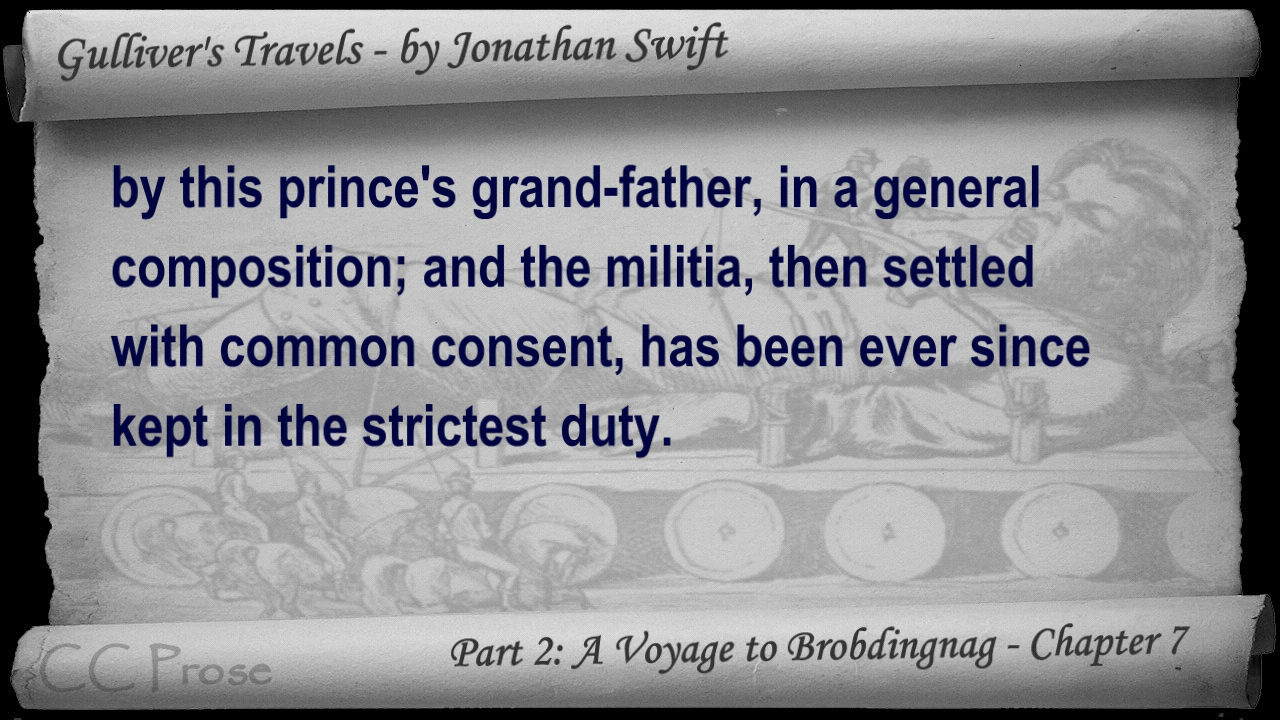 Gulliver's Travels - by Jonathan Swift
by this prince's grand-father, in a general
composition; and the militia, then settled
with common consent, has been ever since
kept in the strictest duty.
Part 2: A Voyage to Brobdingnag - Chapter 7
CC Prose